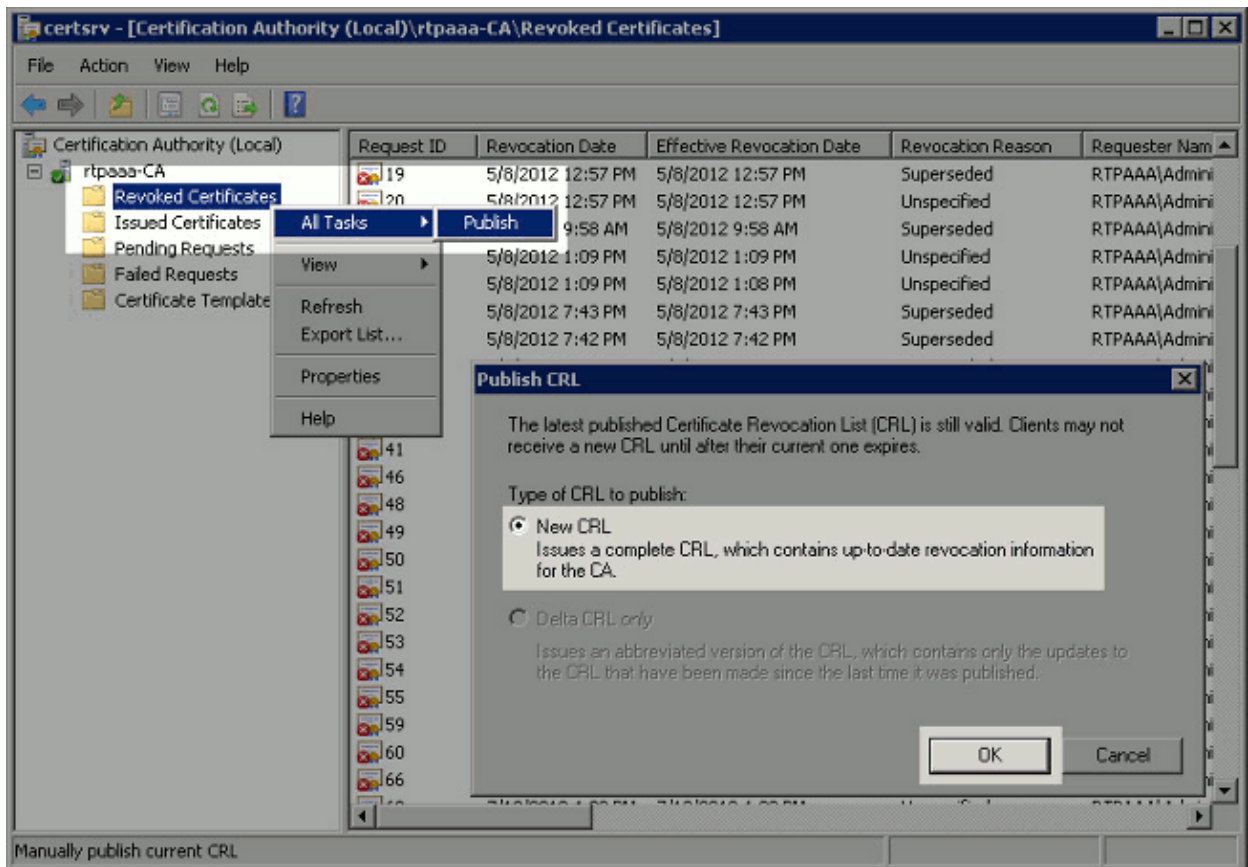 certsrv - [Certification Authority (Local)\rtpaaa-CA\Revoked Certificates]
File Action View Help
Certification Authority (Local)
rtpaaa-CA
Revoked Certificates
Issued Certificates
Pending Requests
Failed Requests
Certificate Template
All Tasks
Publish
View
Refresh
Export List...
Properties
Help
Request ID Revocation Date Effective Revocation Date Revocation Reason Requester Nam
19 5/8/2012 12:57 PM 5/8/2012 12:57 PM Superseded RTPAAA\Admini
20 5/8/2012 12:57 PM 5/8/2012 12:57 PM Unspecified RTPAAA\Admini
9:58 AM 5/8/2012 9:58 AM Superseded RTPAAA\Admini
5/8/2012 1:09 PM 5/8/2012 1:09 PM Unspecified RTPAAA\Admini
5/8/2012 1:09 PM 5/8/2012 1:08 PM Unspecified RTPAAA\Admini
5/8/2012 7:43 PM 5/8/2012 7:43 PM Superseded RTPAAA\Admini
5/8/2012 7:42 PM 5/8/2012 7:42 PM Superseded RTPAAA\Admini
41
46
48
49
50
51
52
53
54
55
59
60
66
Publish CRL
The latest published Certificate Revocation List (CRL) is still valid. Clients may not
receive a new CRL until after their current one expires.
Type of CRL to publish:
New CRL
Issues a complete CRL, which contains up-to-date revocation information
for the CA.
Delta CRL only
Issues an abbreviated version of the CRL, which contains only the updates to
the CRL that have been made since the last time it was published.
OK Cancel
Manually publish current CRL